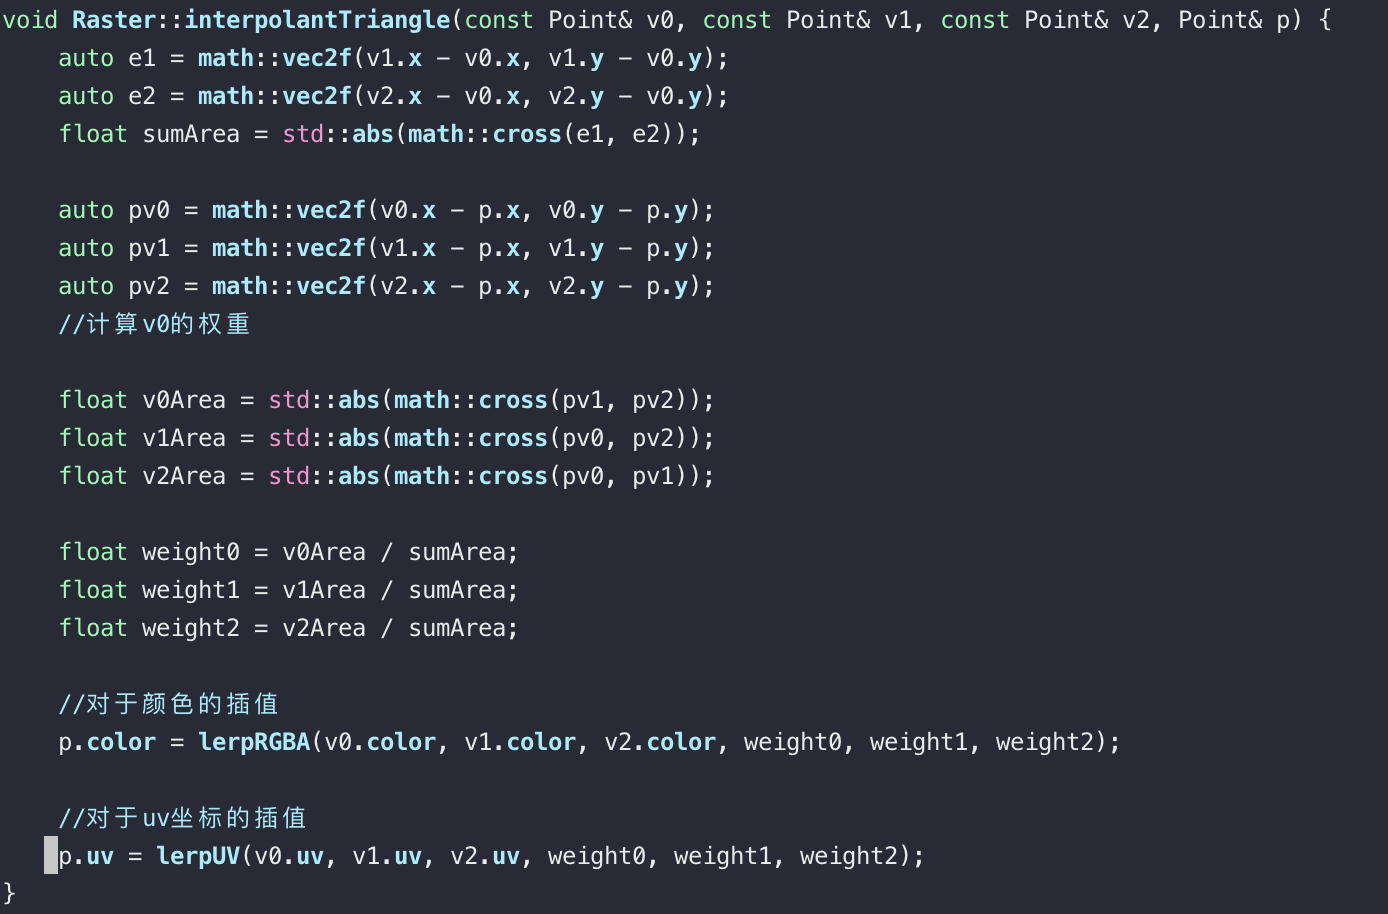 void Raster::interpolantTriangle(const Point& v0, const Point& v1, const Point& v2, Point& p) {
    auto e1 = math::vec2f(v1.x - v0.x, v1.y - v0.y);
    auto e2 = math::vec2f(v2.x - v0.x, v2.y - v0.y);
    float sumArea = std::abs(math::cross(e1, e2));
    auto pv0 = math::vec2f(v0.x - p.x, v0.y - p.y);
    auto pv1 = math::vec2f(v1.x - p.x, v1.y - p.y);
    auto pv2 = math::vec2f(v2.x - p.x, v2.y - p.y);
    //计算v0的权重
    float v0Area = std::abs(math::cross(pv1, pv2));
    float v1Area = std::abs(math::cross(pv0, pv2));
    float v2Area = std::abs(math::cross(pv0, pv1));
    float weight0 = v0Area / sumArea;
    float weight1 = v1Area / sumArea;
    float weight2 = v2Area / sumArea;
    //对于颜色的插值
    p.color = lerpRGBA(v0.color, v1.color, v2.color, weight0, weight1, weight2);
    //对于uv坐标的插值
    p.uv = lerpUV(v0.uv, v1.uv, v2.uv, weight0, weight1, weight2);
}